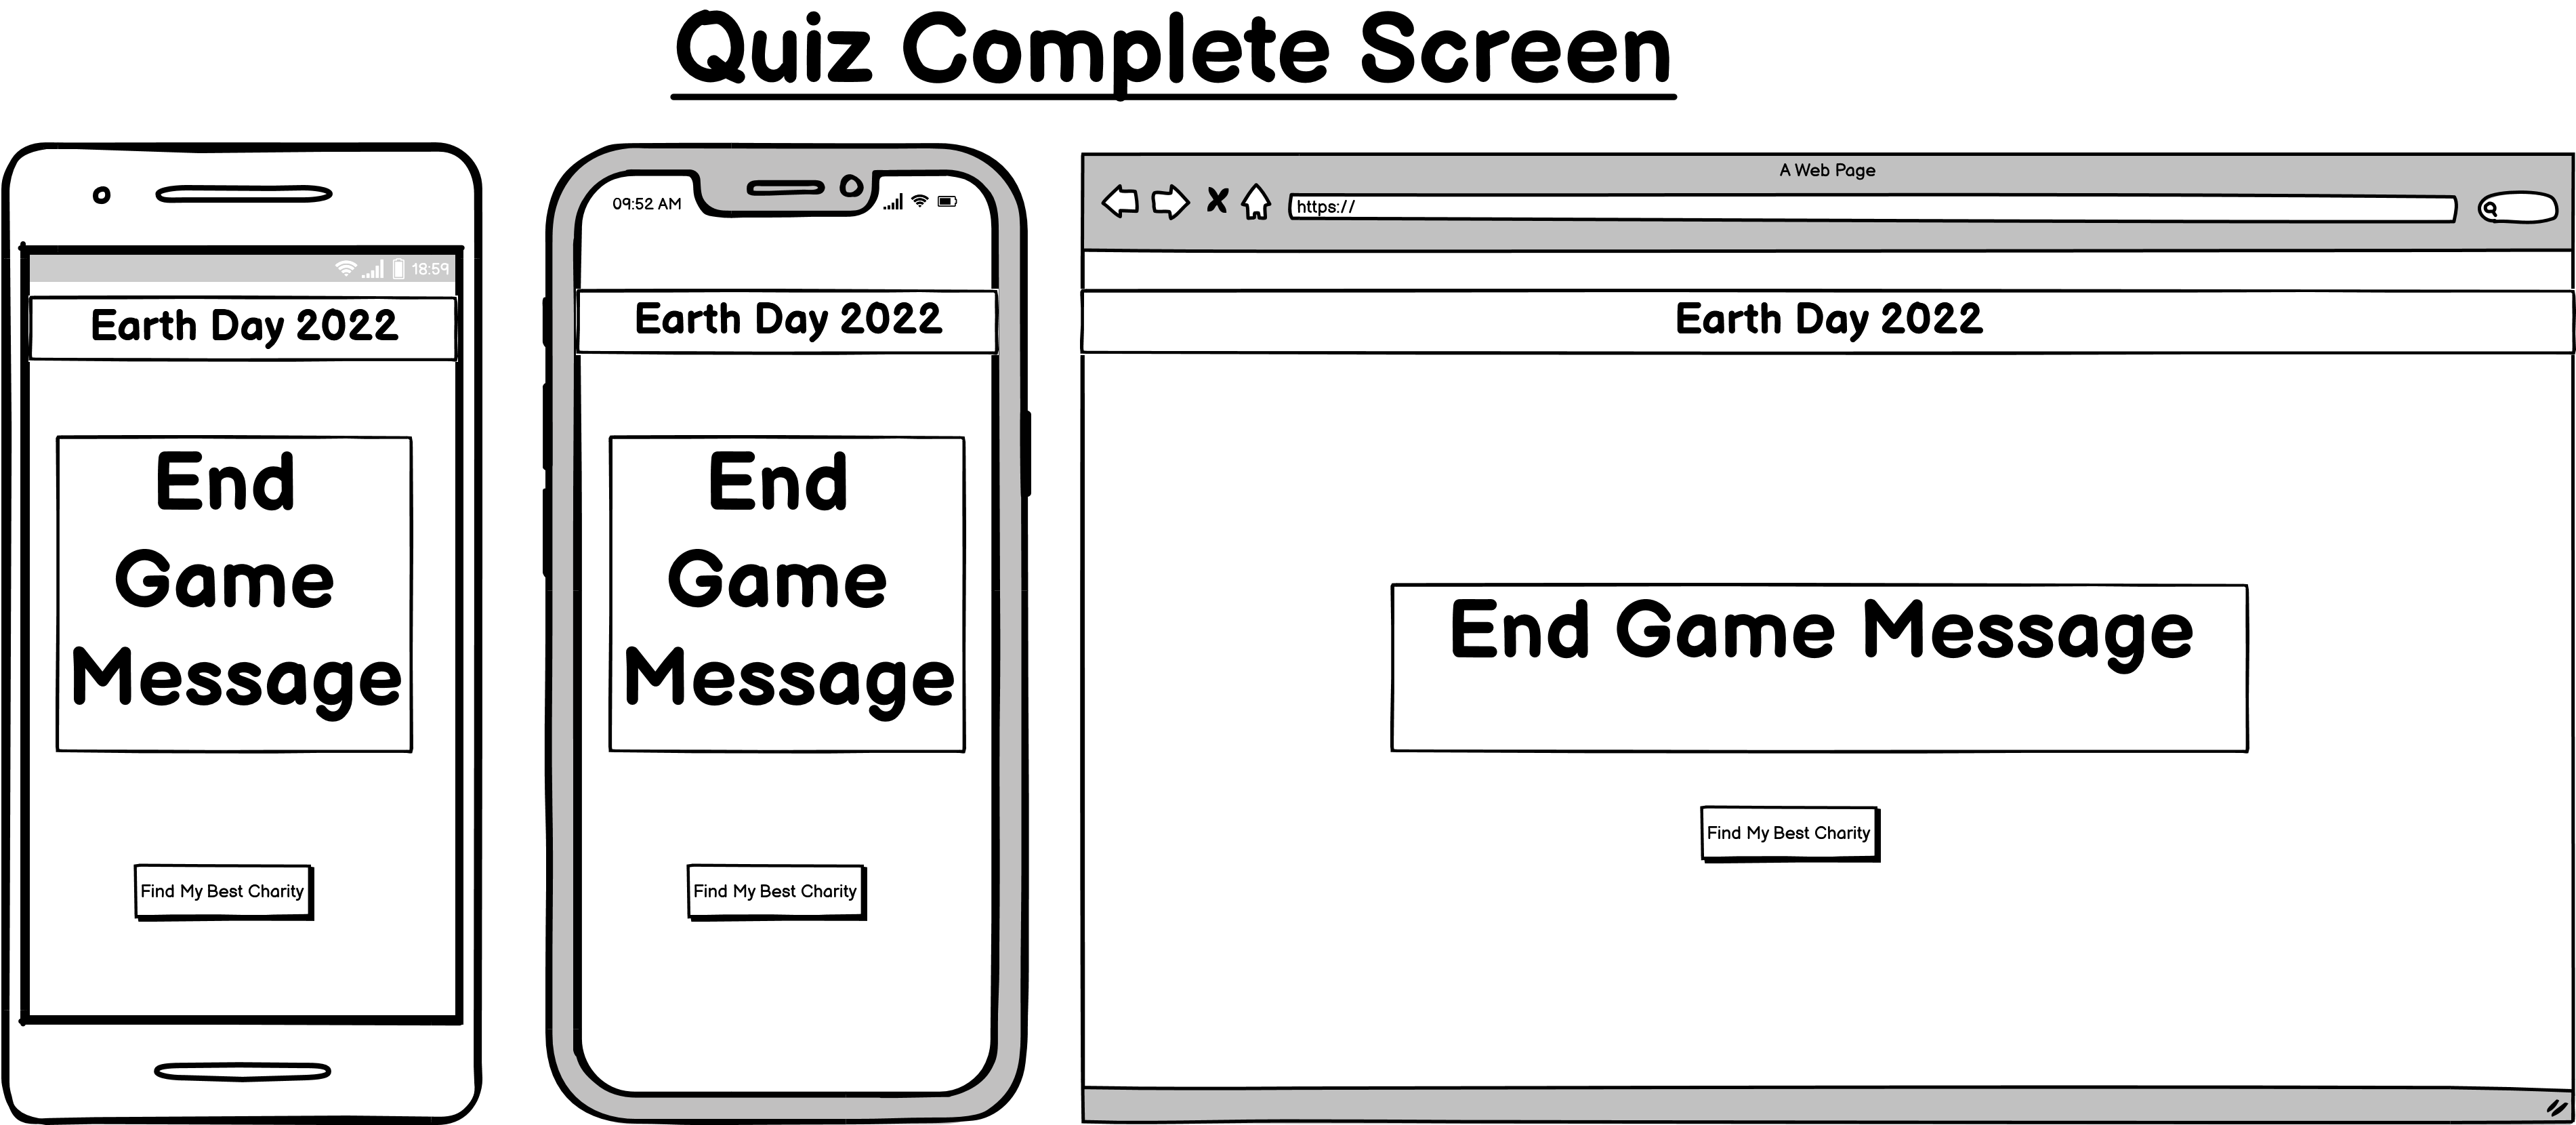 Quiz Complete Screen
18:59
Earth Day 2022
End
Game
Message
Find My Best Charity
09:52 AM
Earth Day 2022
End
Game
Message
Find My Best Charity
A Web Page
https://
Earth Day 2022
End Game Message
Find My Best Charity